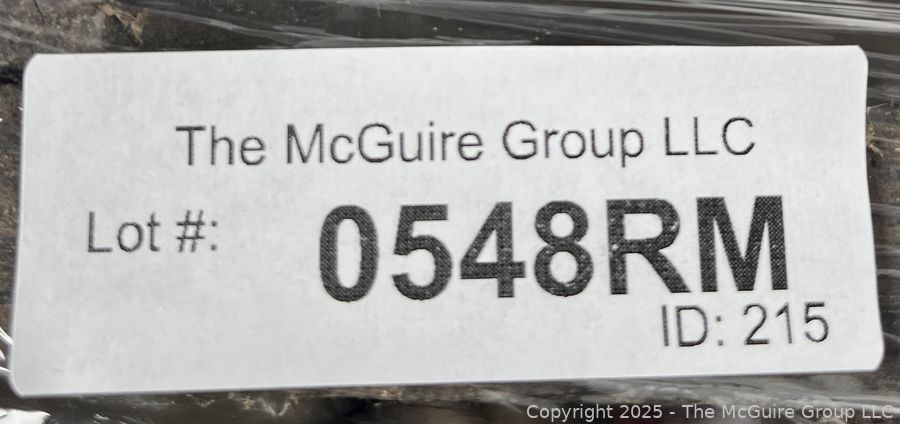 The McGuire Group LLC
Lot #: 0548RM
ID: 215
Copyright 2025 - The McGuire Group LLC